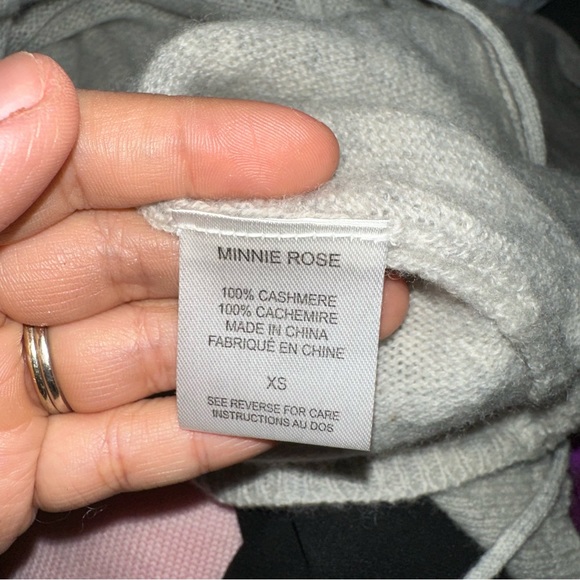 MINNIE ROSE
100% CASHMERE
100% CACHEMIRE
MADE IN CHINA
FABRIQUÉ EN CHINE
XS
SEE REVERSE FOR CARE
INSTRUCTIONS AU DOS